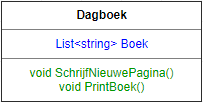 Dagboek
List<string> Boek
void SchrijfNieuwePagina()
void PrintBoek()